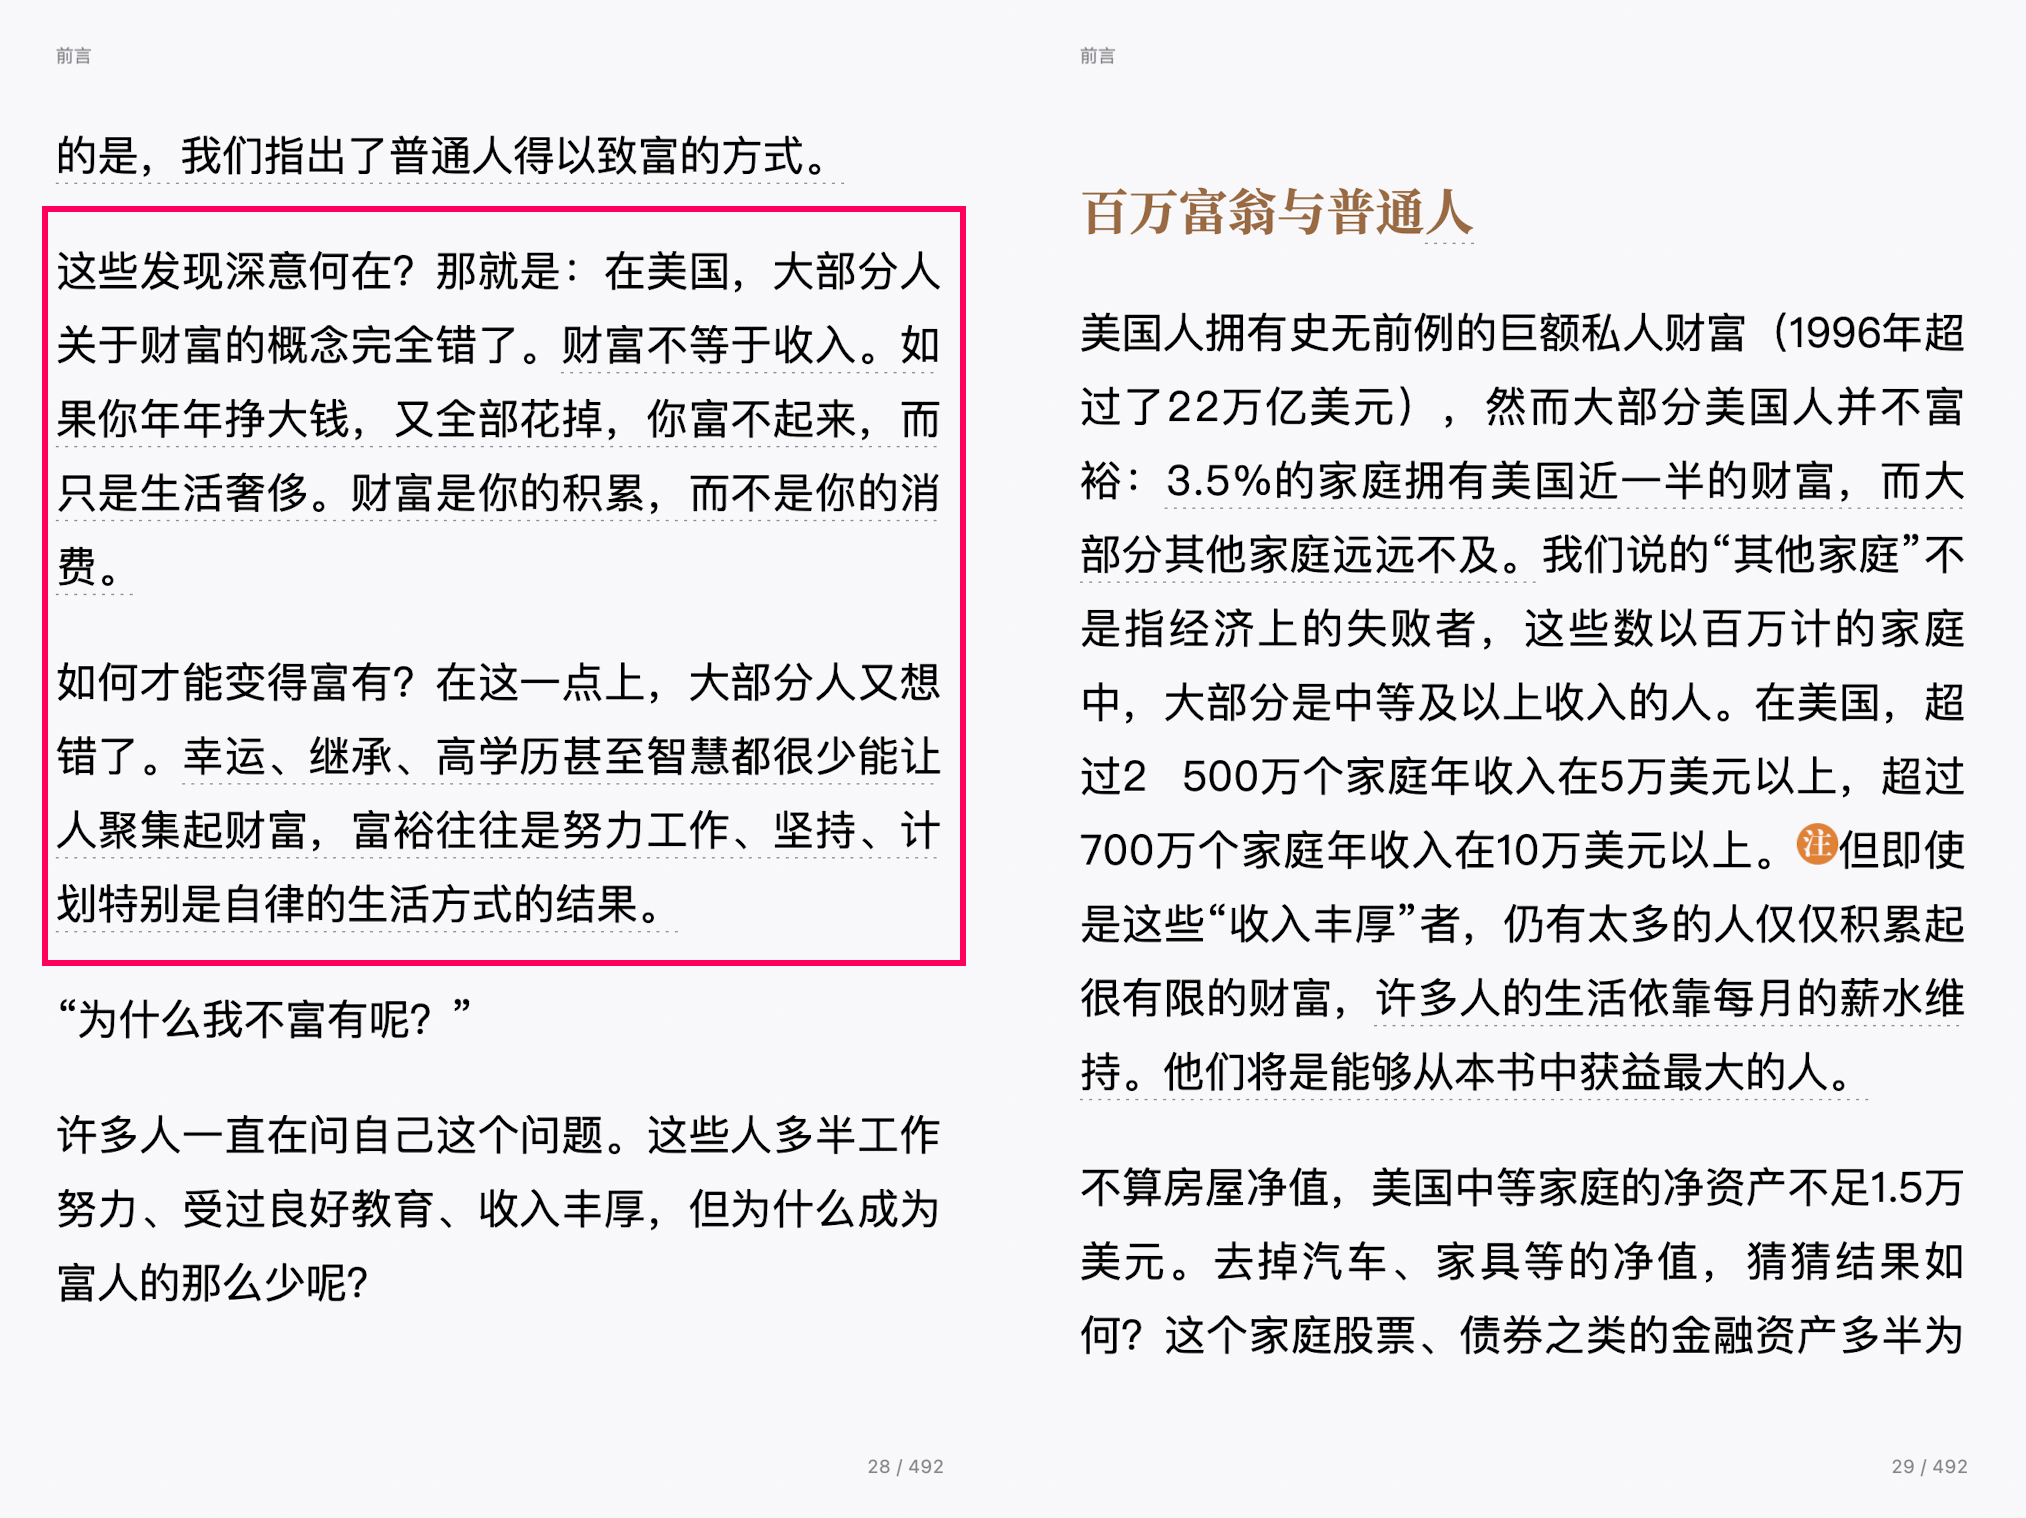 前言
的是，我们指出了普通人得以致富的方式。
这些发现深意何在？那就是：在美国，大部分人
关于财富的概念完全错了。财富不等于收入。如
果你年年挣大钱，又全部花掉，你富不起来，而
只是生活奢侈。财富是你的积累，而不是你的消
费。
如何才能变得富有？在这一点上，大部分人又想
错了。幸运、继承、高学历甚至智慧都很少能让
人聚集起财富，富裕往往是努力工作、坚持、计
划特别是自律的生活方式的结果。
“为什么我不富有呢？”
许多人一直在问自己这个问题。这些人多半工作
努力、受过良好教育、收入丰厚，但为什么成为
富人的那么少呢？
28 / 492
前言
百万富翁与普通人
美国人拥有史无前例的巨额私人财富（1996年超
过了22万亿美元），然而大部分美国人并不富
裕：3.5%的家庭拥有美国近一半的财富，而大
部分其他家庭远远不及。我们说的“其他家庭”不
是指经济上的失败者，这些数以百万计的家庭
中，大部分是中等及以上收入的人。在美国，超
过2 500万个家庭年收入在5万美元以上，超过
700万个家庭年收入在10万美元以上。注但即使
是这些“收入丰厚”者，仍有太多的人仅仅积累起
很有限的财富，许多人的生活依靠每月的薪水维
持。他们将是能够从本书中获益最大的人。
不算房屋净值，美国中等家庭的净资产不足1.5万
美元。去掉汽车、家具等的净值，猜猜结果如
何？这个家庭股票、债券之类的金融资产多半为
29 / 492